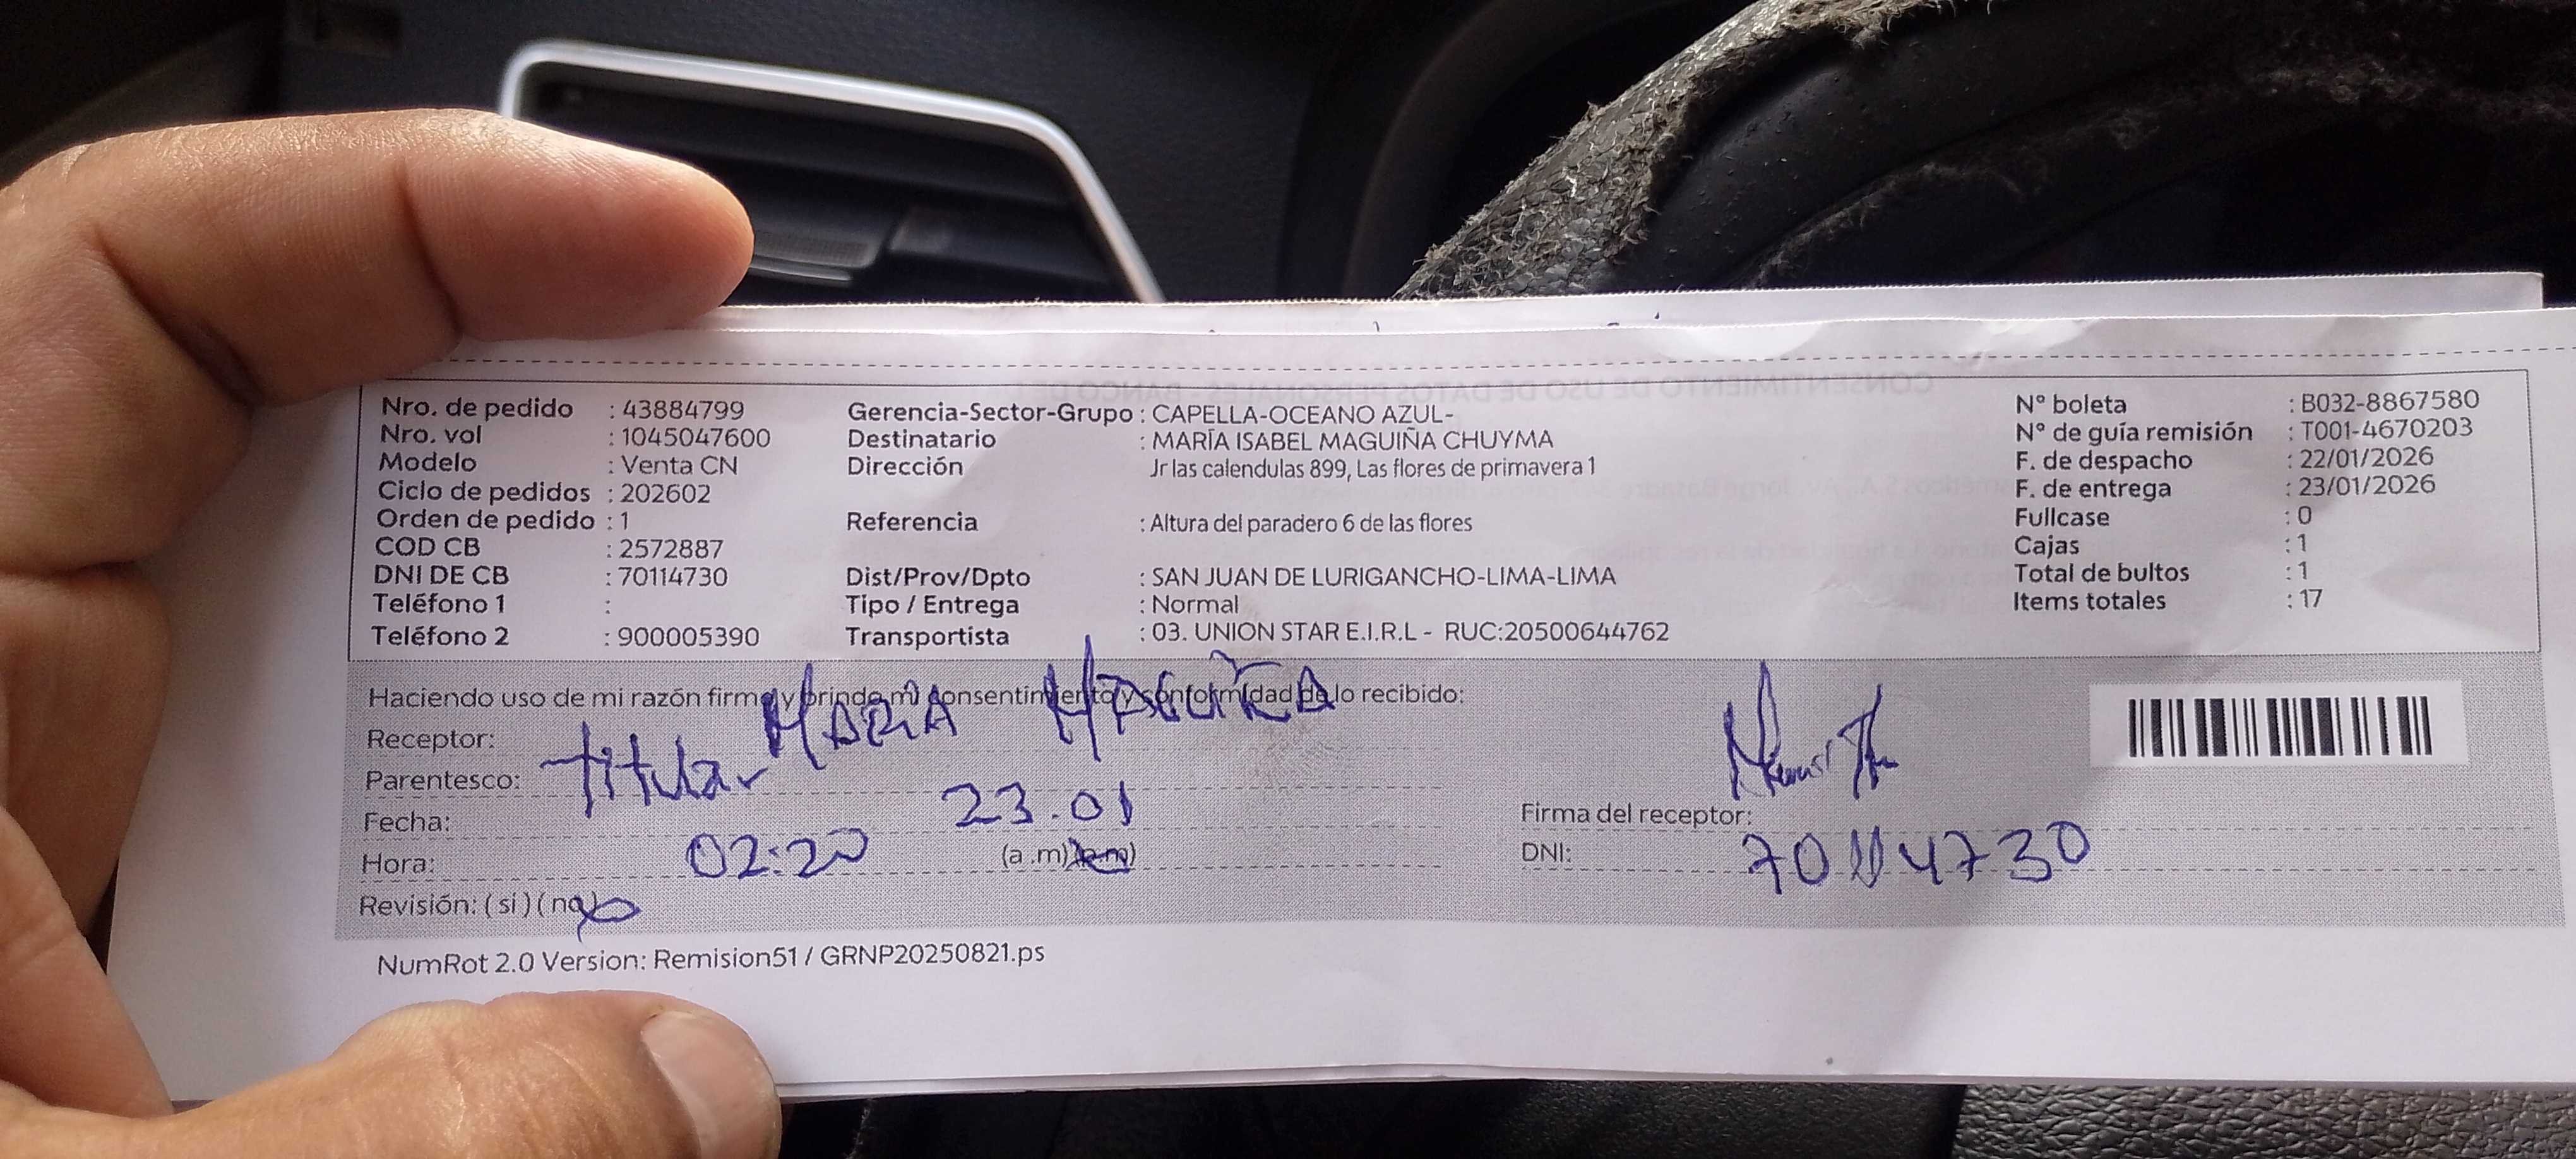 Nro. de pedido : 43884799
Nro. vol : 1045047600
Modelo : Venta CN
Ciclo de pedidos : 202602
Orden de pedido : 1
COD CB : 2572887
DNI DE CB : 70114730
Teléfono 1 :
Teléfono 2 : 900005390
Gerencia-Sector-Grupo : CAPELLA-OCEANO AZUL-
Destinatario : MARÍA ISABEL MAGUIÑA CHUYMA
Dirección Jr las calendulas 899, Las flores de primavera 1
Referencia : Altura del paradero 6 de las flores
Dist/Prov/Dpto : SAN JUAN DE LURIGANCHO-LIMA-LIMA
Tipo / Entrega : Normal
Transportista : 03. UNION STAR E.I.R.L - RUC:20500644762
N° boleta : B032-8867580
N° de guía remisión : T001-4670203
F. de despacho : 22/01/2026
F. de entrega : 23/01/2026
Fullcase : 0
Cajas : 1
Total de bultos : 1
Items totales : 17
Haciendo uso de mi razón firme y brindo mi consentimiento y conformidad de lo recibido:
Receptor: MARIA MAGUIÑA
Parentesco: Titular
Fecha: 23.01
Hora: 02:20 (a.m) (p.m)
Revisión: ( si ) ( no )
Firma del receptor:
DNI: 70114730
NumRot 2.0 Version: Remision51 / GRNP20250821.ps